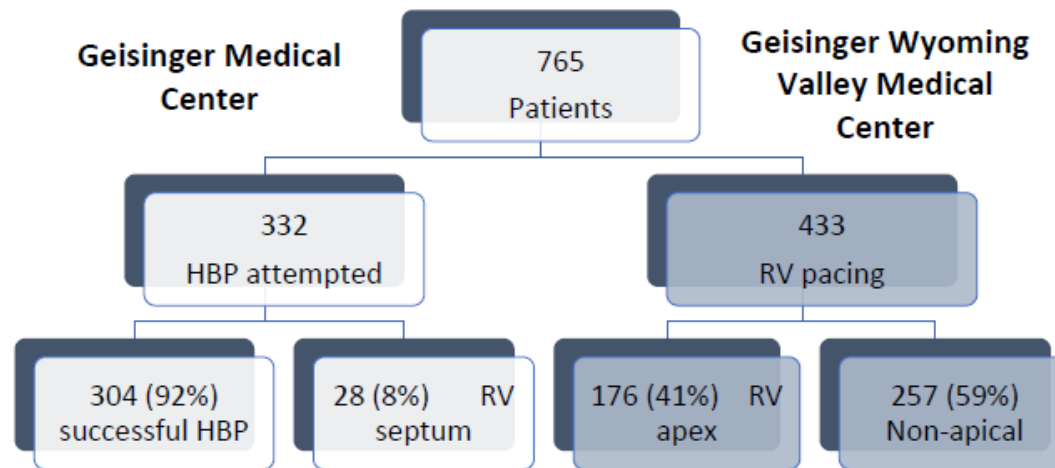 Geisinger Medical
Center
765
Patients
Geisinger Wyoming
Valley Medical
Center
332
HBP attempted
433
RV pacing
304 (92%)
successful HBP
28 (8%) RV
septum
176 (41%) RV
apex
257 (59%)
Non-apical